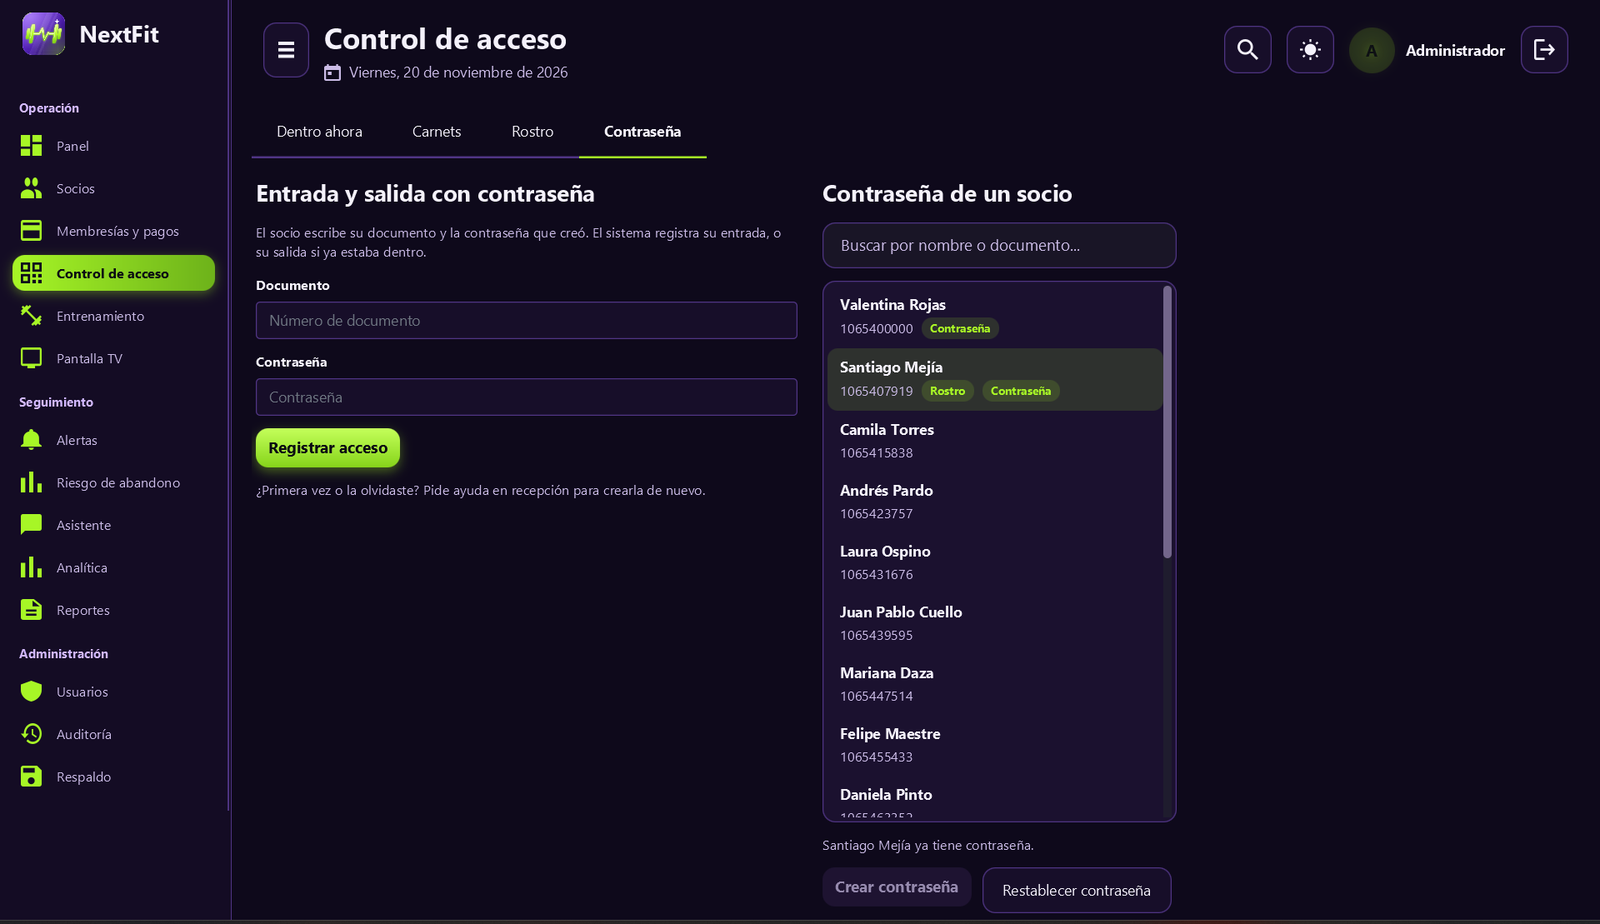 NextFit
Operación
Panel
Socios
Membresías y pagos
Control de acceso
Entrenamiento
Pantalla TV
Seguimiento
Alertas
Riesgo de abandono
Asistente
Analítica
Reportes
Administración
Usuarios
Auditoría
Respaldo
Control de acceso
Viernes, 20 de noviembre de 2026
A
Administrador
Dentro ahora
Carnets
Rostro
Contraseña
Entrada y salida con contraseña
El socio escribe su documento y la contraseña que creó. El sistema registra su entrada, o
su salida si ya estaba dentro.
Documento
Número de documento
Contraseña
Contraseña
Registrar acceso
¿Primera vez o la olvidaste? Pide ayuda en recepción para crearla de nuevo.
Contraseña de un socio
Buscar por nombre o documento...
Valentina Rojas
1065400000 Contraseña
Santiago Mejía
1065407919 Rostro Contraseña
Camila Torres
1065415838
Andrés Pardo
1065423757
Laura Ospino
1065431676
Juan Pablo Cuello
1065439595
Mariana Daza
1065447514
Felipe Maestre
1065455433
Daniela Pinto
Santiago Mejía ya tiene contraseña.
Crear contraseña
Restablecer contraseña